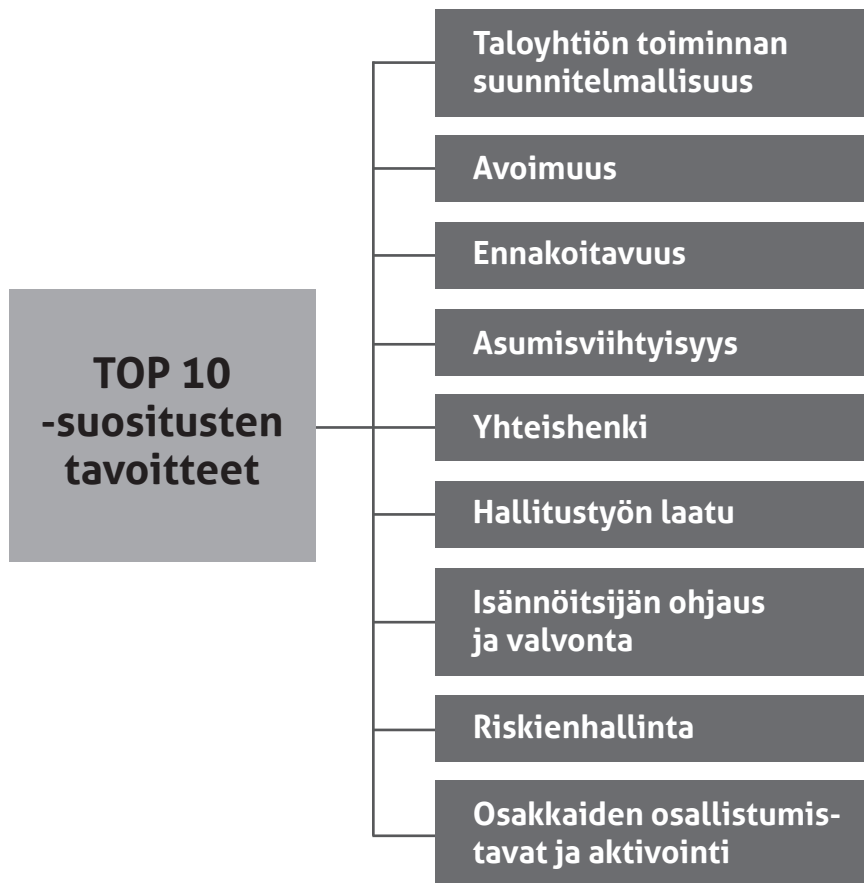 Taloyhtiön toiminnan
suunnitelmallisuus
Avoimuus
Ennakoitavuus
Asumisviihtyisyys
TOP 10
-suositusten
tavoitteet
Yhteishenki
Hallitustyön laatu
Isännöitsijän ohjaus
ja valvonta
Riskienhallinta
Osakkaiden osallistumis-
tavat ja aktivointi